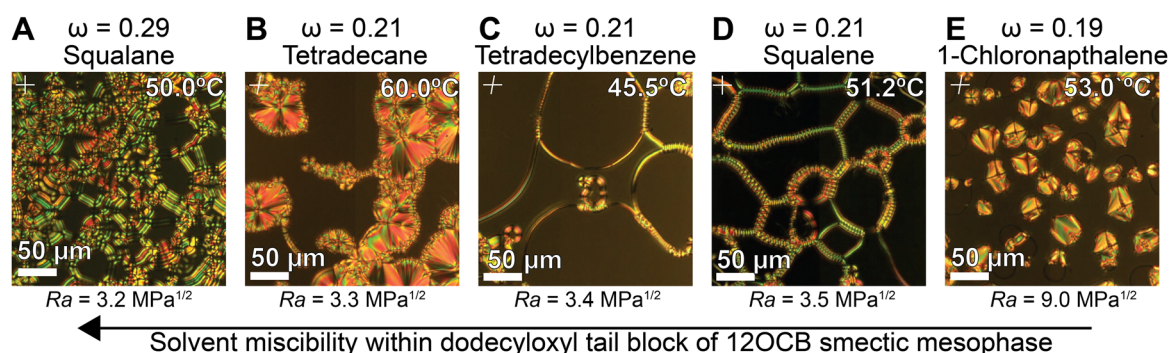 A ω = 0.29
Squalane
50.0ºC
50 μm
Ra = 3.2 MPa1/2
B ω = 0.21
Tetradecane
60.0ºC
50 μm
Ra = 3.3 MPa1/2
C ω = 0.21
Tetradecylbenzene
45.5ºC
50 μm
Ra = 3.4 MPa1/2
D ω = 0.21
Squalene
51.2ºC
50 μm
Ra = 3.5 MPa1/2
E ω = 0.19
1-Chloronapthalene
53.0`ºC
50 μm
Ra = 9.0 MPa1/2
Solvent miscibility within dodecyloxyl tail block of 12OCB smectic mesophase